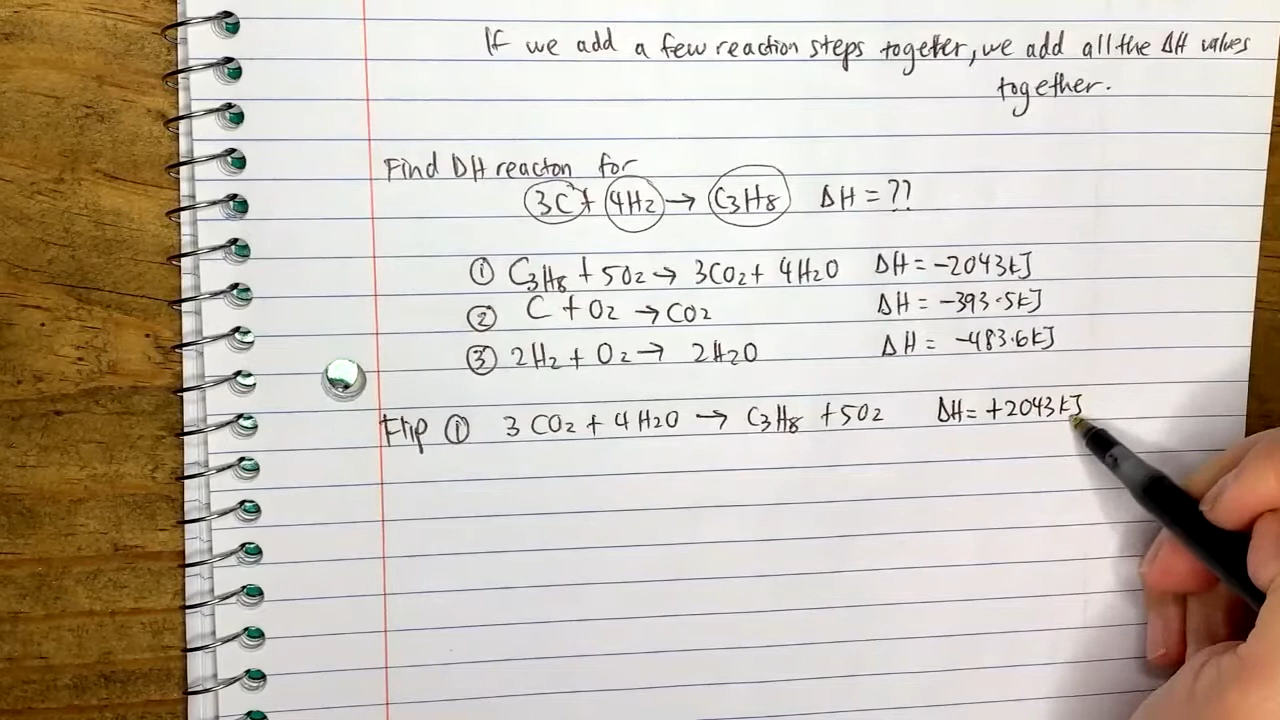 If we add a few reaction steps together, we add all the ΔH values
together.
Find ΔH reacton for
3C + 4H2 → C3H8 ΔH = ??
① C3H8 + 5O2 → 3CO2 + 4H2O ΔH = -2043kJ
② C + O2 → CO2 ΔH = -393.5kJ
③ 2H2 + O2 → 2H2O ΔH = -483.6kJ
Flip ① 3CO2 + 4H2O → C3H8 + 5O2 ΔH = +2043kJ